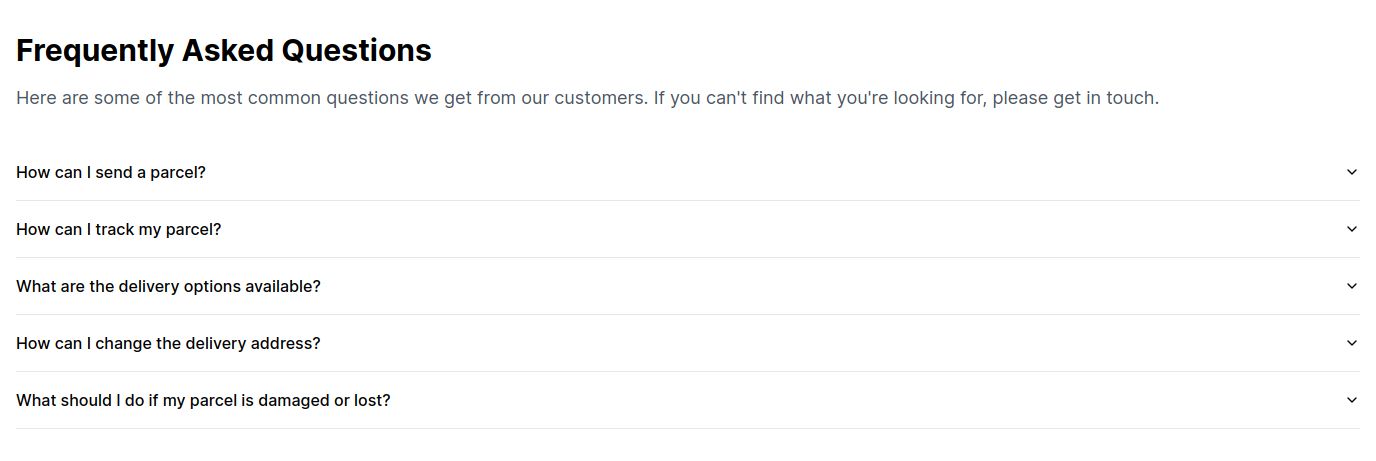 Frequently Asked Questions
Here are some of the most common questions we get from our customers. If you can't find what you're looking for, please get in touch.
How can I send a parcel?
How can I track my parcel?
What are the delivery options available?
How can I change the delivery address?
What should I do if my parcel is damaged or lost?